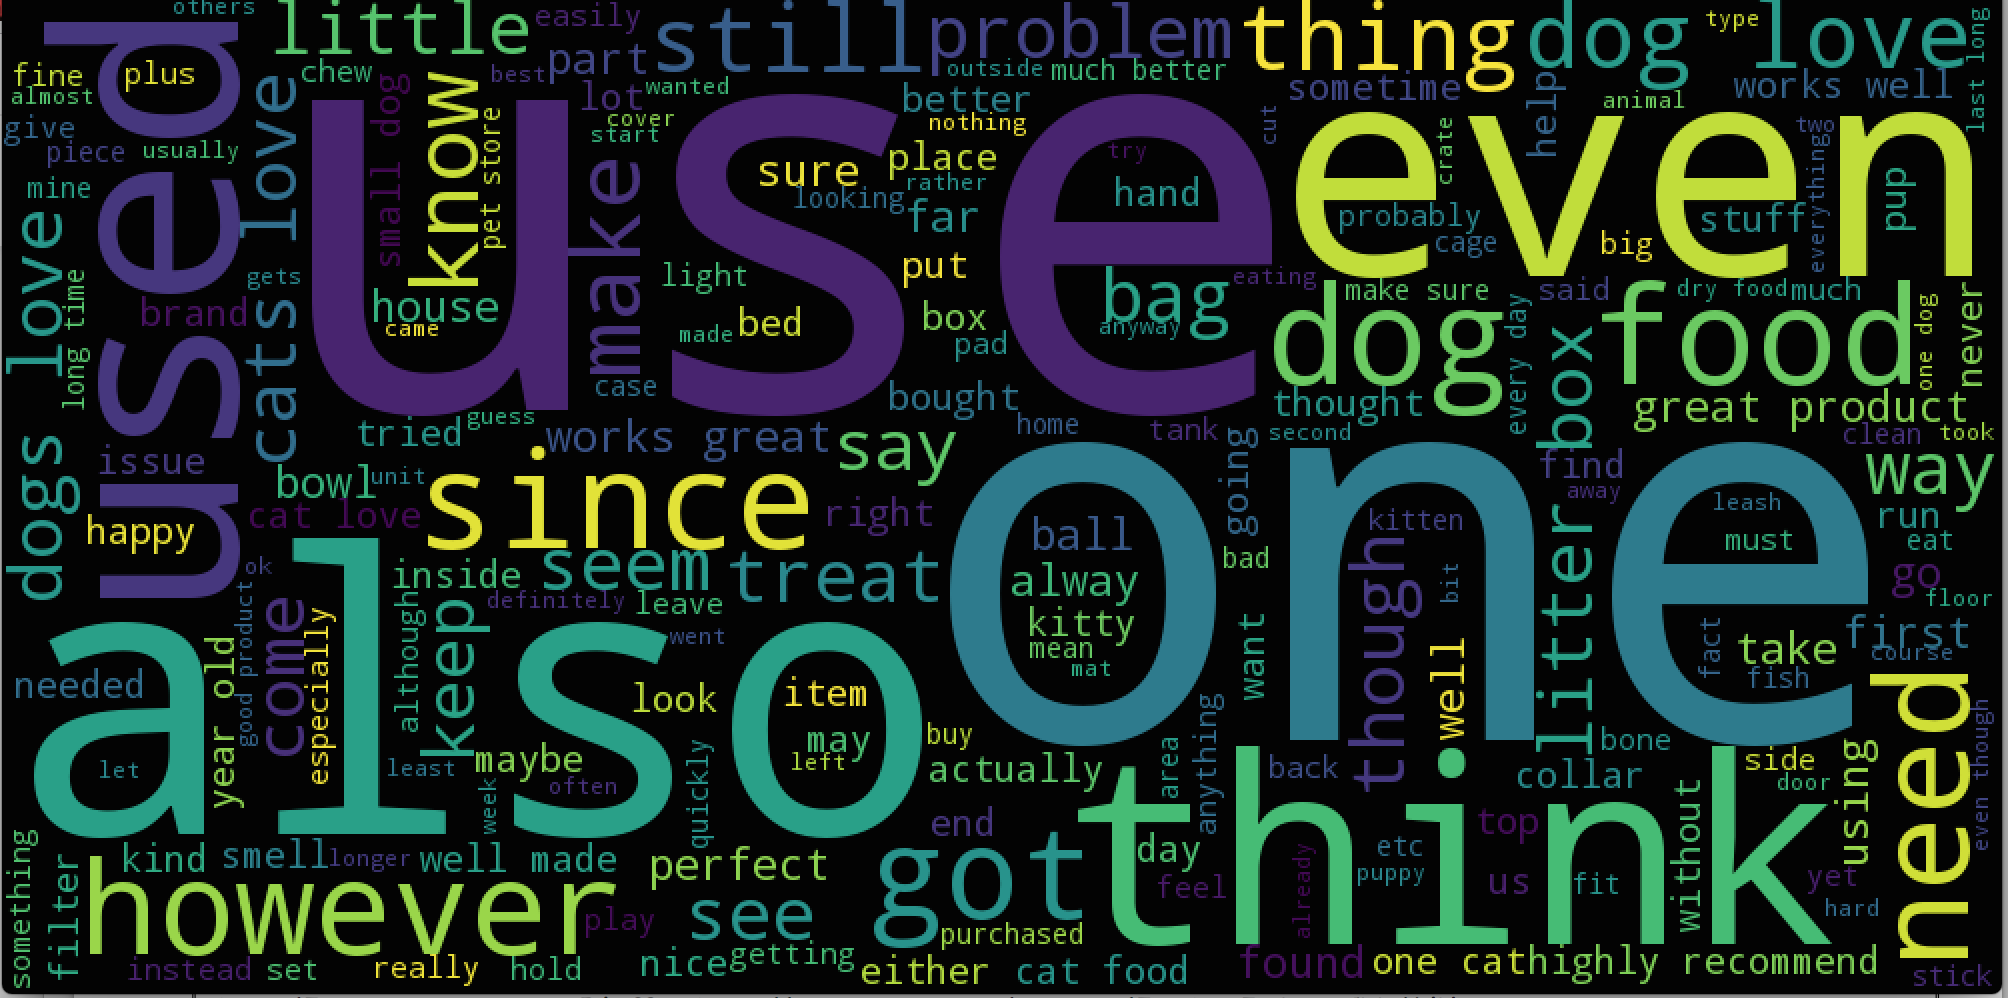 others
little
easily
still
problem
thing
dog love
type
last long
used
fine
plus
almost
chew
best
part
outside
much better
sometime
works well
give
cats love
small dog
know
pet store
lot
wanted
cover
start
make
use
better
nothing
cut
even
help
animal
two
piece
usually
mine
sure
looking
place
rather
far
try
hand
crate
probably
cage
big
stuff
everything
pup
dogs love
long time
brand
gets
house
came
light
made
bed
put
box
pad
bag
anyway
eating
make sure
said
dry food
much
dog food
every day
one dog
never
case
bought
thought
great product
issue
tried
guess
works great
say
home
tank
second
litter box
find
away
clean
took
way
bowl
unit
cat love
since
right
going
one
ball
kitten
leash
must
run
eat
happy
ok
inside
seem
treat
alway
kitty
mean
mat
bad
though
bit
go
floor
also
good product
come
especially
although
keep
definitely
leave
went
want
well
fact
take
fish
first
course
needed
year old
look
item
may
left
buy
actually
anything
area
back
collar
bone
side
door
using
need
even though
let
least
maybe
week
often
quickly
end
got
think
day
feel
already
etc
puppy
top
us
fit
without
yet
hard
something
filter
kind
smell
longer
well made
perfect
however
play
see
purchased
instead
set
really
hold
nice
getting
either
cat food
found
one cat
highly recommend
stick